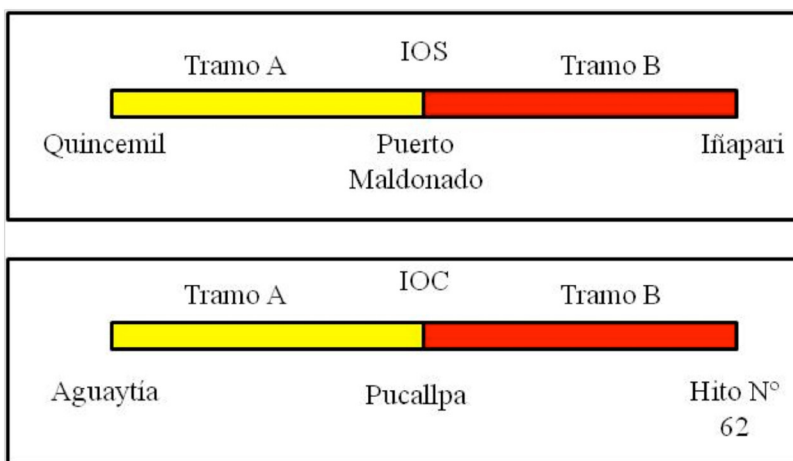 IOS
Tramo A
Tramo B
Quincemil
Puerto
Maldonado
Iñapari
IOC
Tramo A
Tramo B
Aguaytía
Pucallpa
Hito N°
62